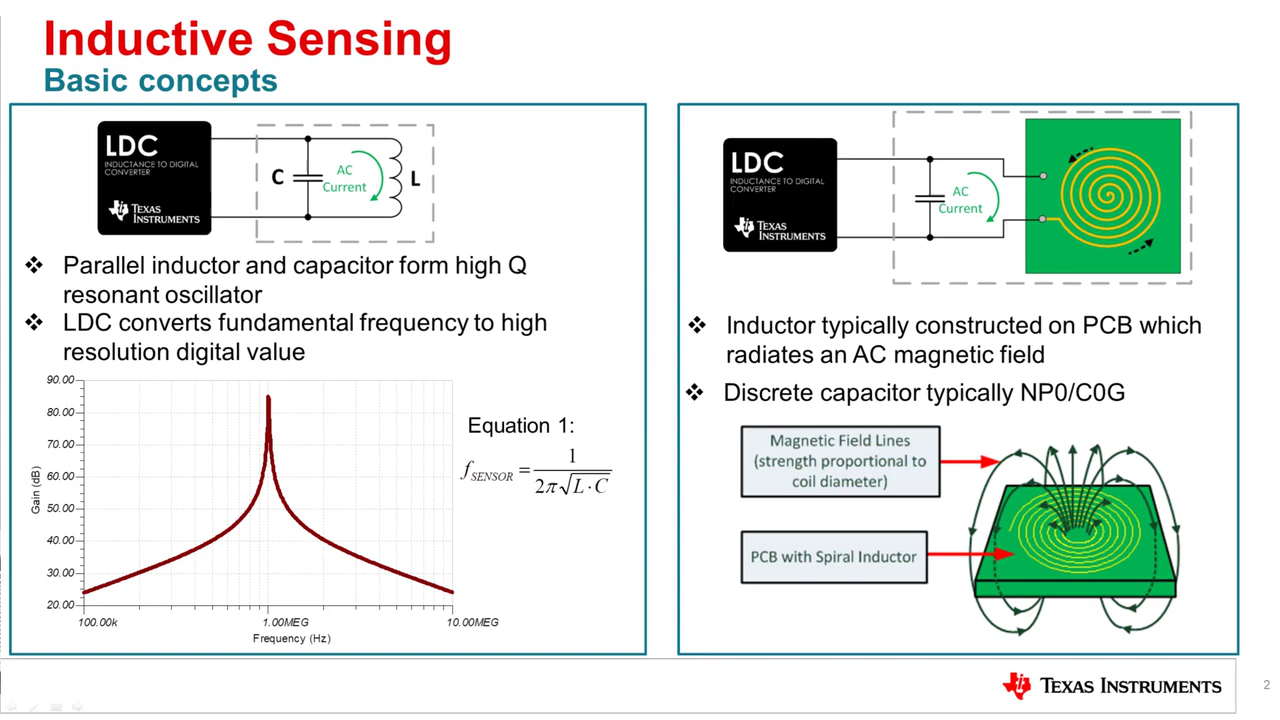 Inductive Sensing
Basic concepts
LDC
INDUCTANCE TO DIGITAL
CONVERTER
TEXAS
INSTRUMENTS
C
AC
Current
L
❖ Parallel inductor and capacitor form high Q
resonant oscillator
❖ LDC converts fundamental frequency to high
resolution digital value
90.00
80.00
70.00
60.00
50.00
40.00
30.00
20.00
Gain (dB)
100.00k
1.00MEG
10.00MEG
Frequency (Hz)
Equation 1:
f_SENSOR = 1 / 2π√L·C
LDC
INDUCTANCE TO DIGITAL
CONVERTER
TEXAS
INSTRUMENTS
AC
Current
❖ Inductor typically constructed on PCB which
radiates an AC magnetic field
❖ Discrete capacitor typically NP0/C0G
Magnetic Field Lines
(strength proportional to
coil diameter)
PCB with Spiral Inductor
TEXAS INSTRUMENTS
2